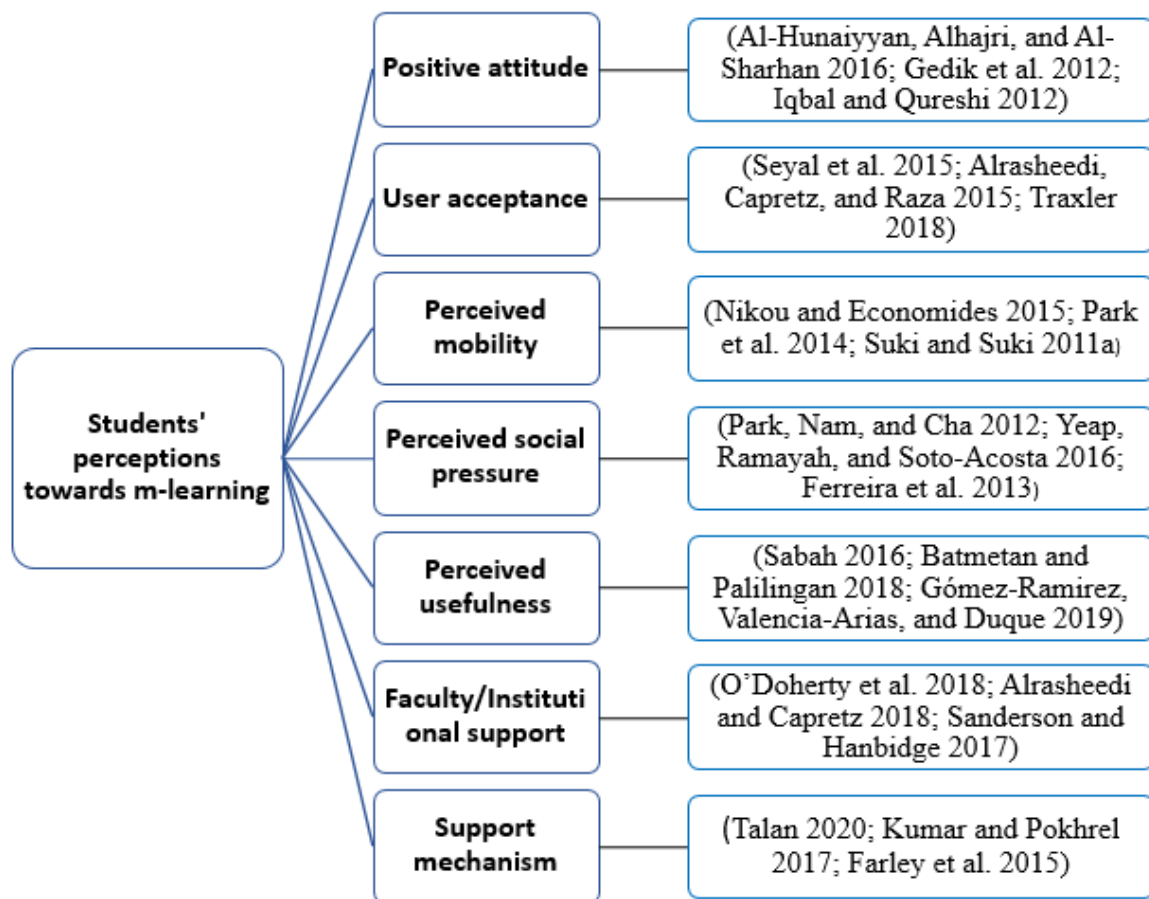 Students'
perceptions
towards m-learning
Positive attitude
(Al-Hunaiyyan, Alhajri, and Al-
Sharhan 2016; Gedik et al. 2012;
Iqbal and Qureshi 2012)
User acceptance
(Seyal et al. 2015; Alrasheedi,
Capretz, and Raza 2015; Traxler
2018)
Perceived
mobility
(Nikou and Economides 2015; Park
et al. 2014; Suki and Suki 2011a)
Perceived social
pressure
(Park, Nam, and Cha 2012; Yeap,
Ramayah, and Soto-Acosta 2016;
Ferreira et al. 2013)
Perceived
usefulness
(Sabah 2016; Batmetan and
Palilingan 2018; Gómez-Ramirez,
Valencia-Arias, and Duque 2019)
Faculty/Instituti
onal support
(O’Doherty et al. 2018; Alrasheedi
and Capretz 2018; Sanderson and
Hanbidge 2017)
Support
mechanism
(Talan 2020; Kumar and Pokhrel
2017; Farley et al. 2015)